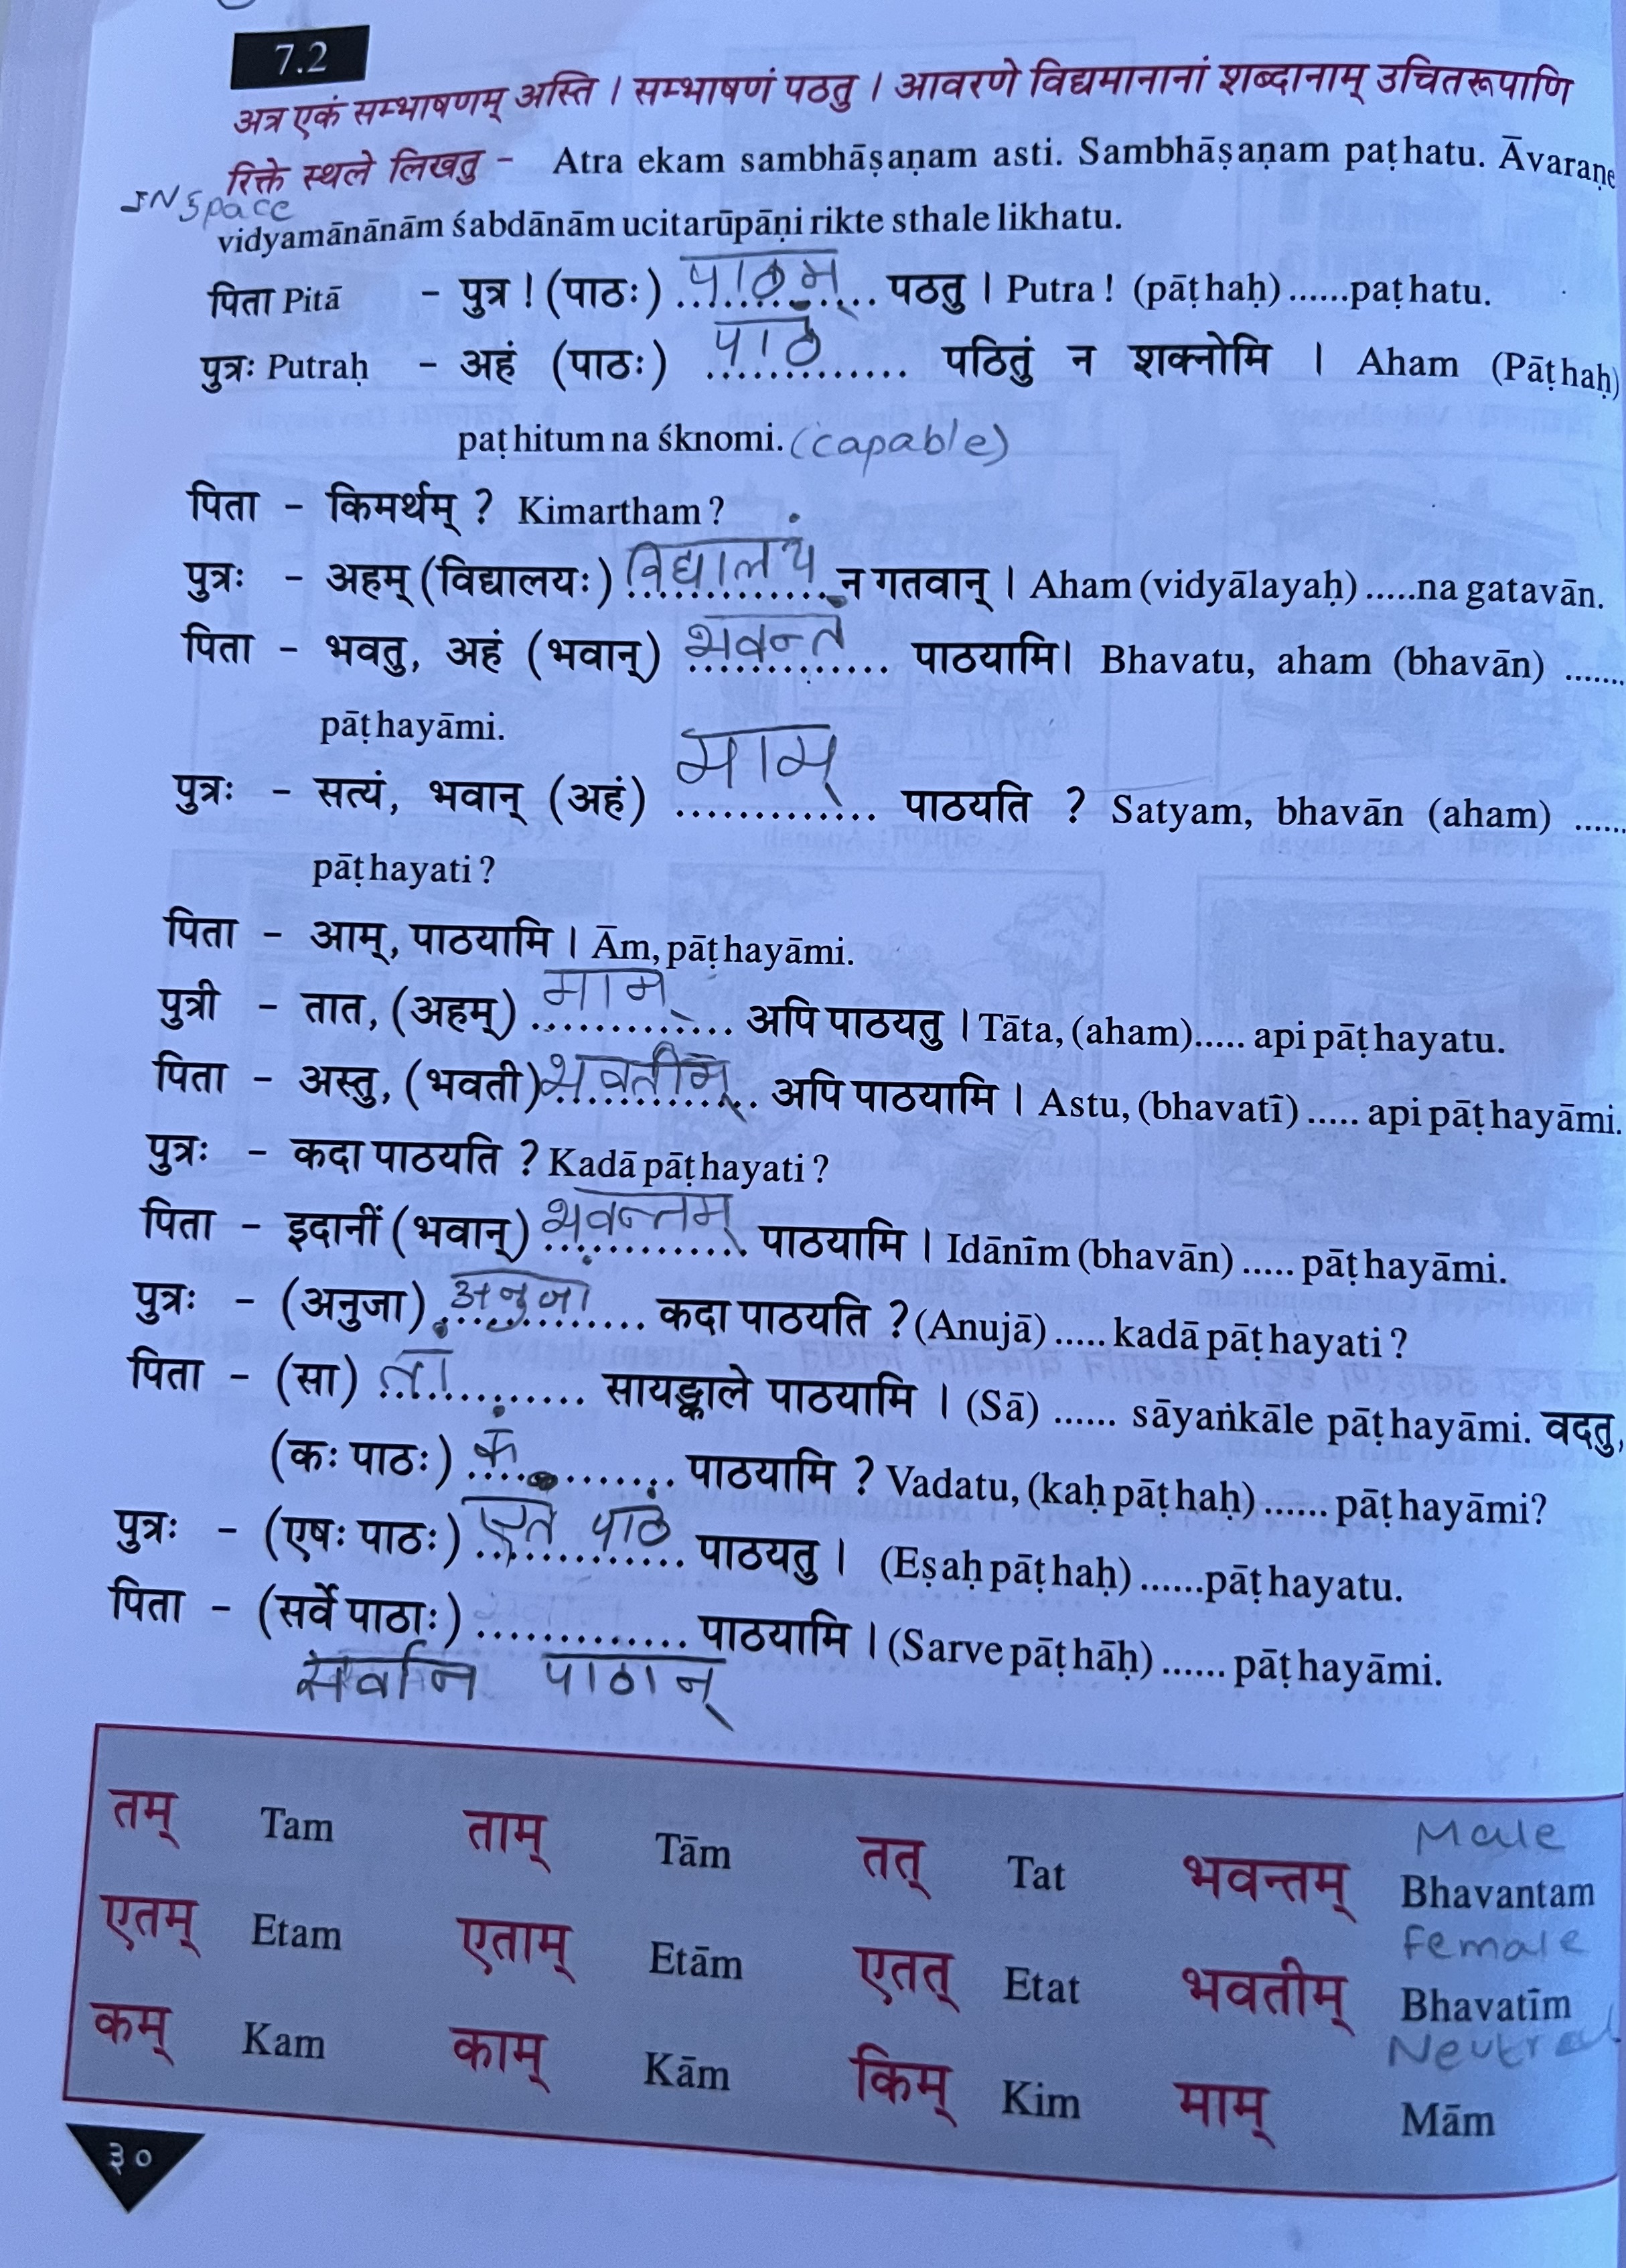 7.2
अत्र एकं सम्भाषणम् अस्ति । सम्भाषणं पठतु । आवरणे विद्यमानानां शब्दानाम् उचितरूपाणि
रिक्ते स्थले लिखतु - Atra ekam sambhāṣaṇam asti. Sambhāṣaṇam paṭhatu. Āvaraṇe
IN Space
vidyamānānām śabdānām ucitarūpāṇi rikte sthale likhatu.
पिता Pitā - पुत्र ! (पाठः) पाठम् पठतु । Putra ! (pāṭhaḥ) ......paṭhatu.
पुत्रः Putraḥ - अहं (पाठः) पाठं पठितुं न शक्नोमि । Aham (Pāṭhaḥ)
paṭhitum na śknomi. (capable)
पिता - किमर्थम् ? Kimartham ?
पुत्रः - अहम् (विद्यालयः) विद्यालयं न गतवान् । Aham (vidyālayaḥ) .....na gatavān.
पिता - भवतु, अहं (भवान्) भवन्तं पाठयामि। Bhavatu, aham (bhavān) .......
pāṭhayāmi.
पुत्रः - सत्यं, भवान् (अहं) माम् पाठयति ? Satyam, bhavān (aham) ......
pāṭhayati ?
पिता - आम्, पाठयामि । Ām, pāṭhayāmi.
पुत्री - तात, (अहम्) माम् अपि पाठयतु । Tāta, (aham)..... api pāṭhayatu.
पिता - अस्तु, (भवती) भवतीम् अपि पाठयामि । Astu, (bhavatī) ..... api pāṭhayāmi.
पुत्रः - कदा पाठयति ? Kadā pāṭhayati ?
पिता - इदानीं (भवान्) भवन्तम् पाठयामि । Idānīm (bhavān) ..... pāṭhayāmi.
पुत्रः - (अनुजा) अनुजां कदा पाठयति ? (Anujā) ..... kadā pāṭhayati ?
पिता - (सा) तां सायङ्काले पाठयामि । (Sā) ...... sāyaṅkāle pāṭhayāmi. वदतु,
(कः पाठः) कं पाठयामि ? Vadatu, (kaḥ pāṭhaḥ) ...... pāṭhayāmi?
पुत्रः - (एषः पाठः) एतं पाठं पाठयतु । (Eṣaḥ pāṭhaḥ) ......pāṭhayatu.
पिता - (सर्वे पाठाः) ............. पाठयामि । (Sarve pāṭhāḥ) ...... pāṭhayāmi.
सर्वानि पाठान्
तम् Tam ताम् Tām तत् Tat भवन्तम् Bhavantam Male
एतम् Etam एताम् Etām एतत् Etat भवतीम् Bhavatīm Female
कम् Kam काम् Kām किम् Kim माम् Mām Neutral
३०